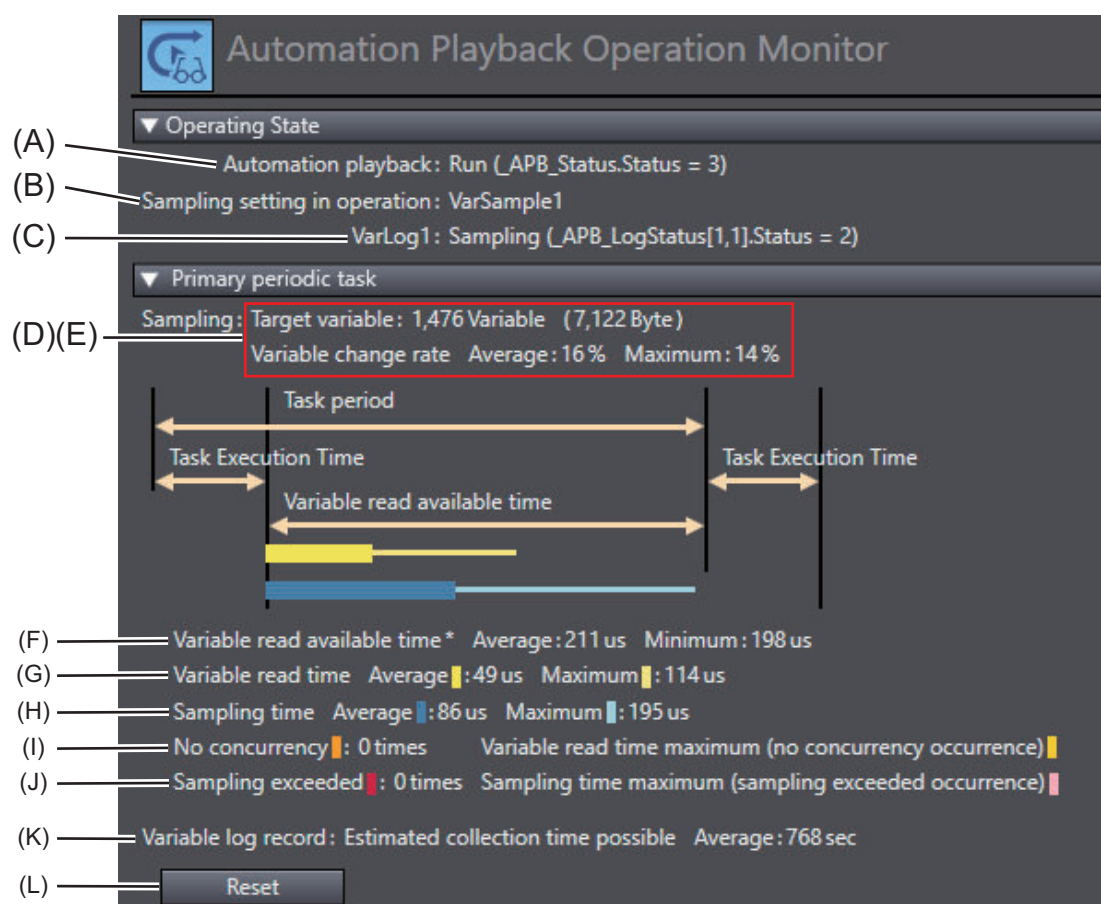 Automation Playback Operation Monitor
▼ Operating State
(A) Automation playback: Run (_APB_Status.Status = 3)
(B) Sampling setting in operation: VarSample1
(C) VarLog1: Sampling (_APB_LogStatus[1,1].Status = 2)
▼ Primary periodic task
(D)(E) Sampling: Target variable: 1,476 Variable (7,122 Byte)
Variable change rate Average: 16% Maximum: 14%
Task period
Task Execution Time Task Execution Time
Variable read available time
(F) Variable read available time* Average: 211 us Minimum: 198 us
(G) Variable read time Average : 49 us Maximum : 114 us
(H) Sampling time Average : 86 us Maximum : 195 us
(I) No concurrency : 0 times Variable read time maximum (no concurrency occurrence)
(J) Sampling exceeded : 0 times Sampling time maximum (sampling exceeded occurrence)
(K) Variable log record: Estimated collection time possible Average: 768 sec
(L) Reset